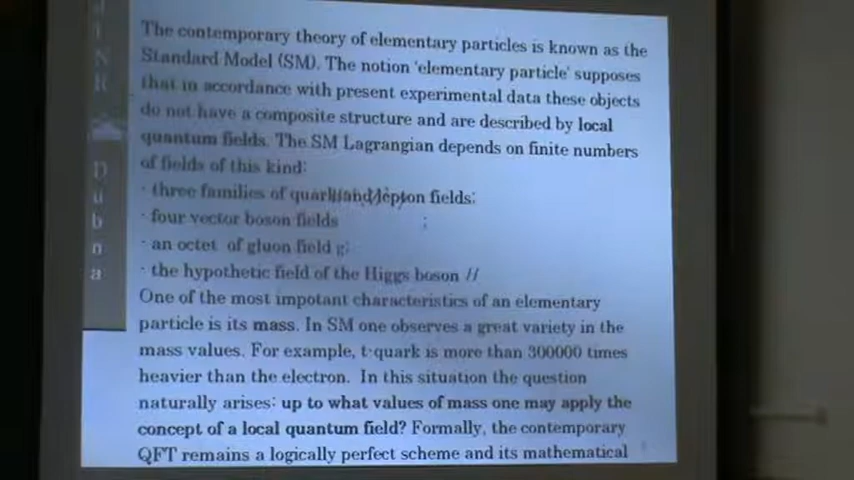 JINR
Dubna
The contemporary theory of elementary particles is known as the
Standard Model (SM). The notion 'elementary particle' supposes
that in accordance with present experimental data these objects
do not have a composite structure and are described by local
quantum fields. The SM Lagrangian depends on finite numbers
of fields of this kind:
· three families of quark and lepton fields;
· four vector boson fields ;
· an octet of gluon field g;
· the hypothetic field of the Higgs boson //
One of the most impotant characteristics of an elementary
particle is its mass. In SM one observes a great variety in the
mass values. For example, t-quark is more than 300000 times
heavier than the electron. In this situation the question
naturally arises: up to what values of mass one may apply the
concept of a local quantum field? Formally, the contemporary
QFT remains a logically perfect scheme and its mathematical